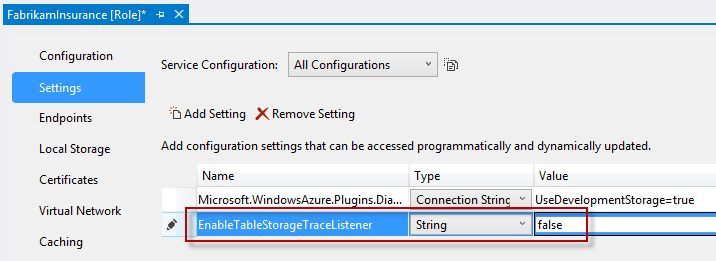 FabrikamInsurance [Role]*
Configuration
Settings
Endpoints
Local Storage
Certificates
Virtual Network
Caching
Service Configuration: All Configurations
Add Setting Remove Setting
Add configuration settings that can be accessed programmatically and dynamically updated.
Name Type Value
Microsoft.WindowsAzure.Plugins.Dia... Connection String UseDevelopmentStorage=true
EnableTableStorageTraceListener String false